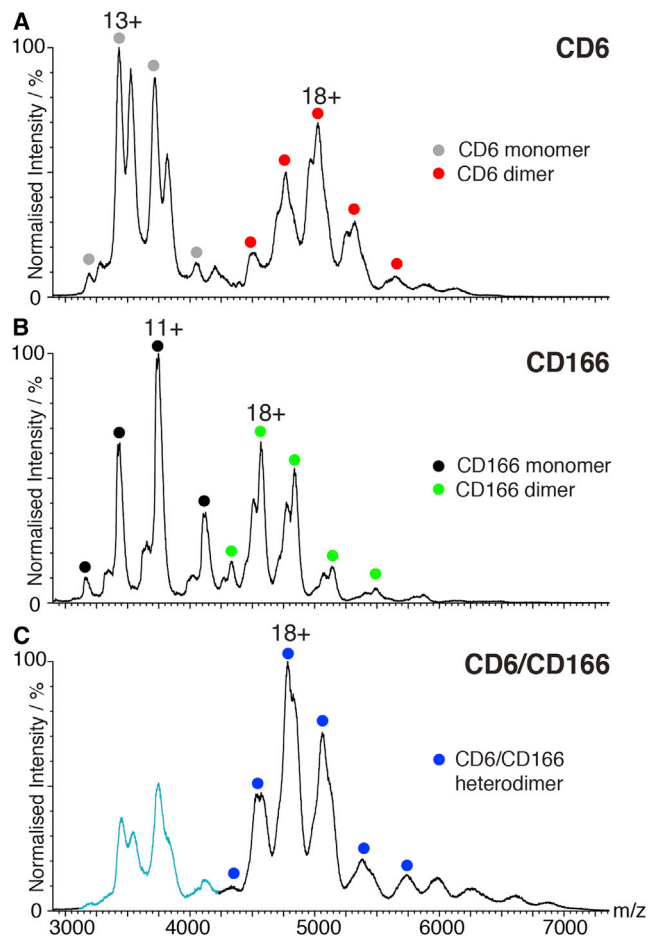 A
13+
CD6
100
18+
CD6 monomer
CD6 dimer
Normalised Intensity / %
0
B
11+
CD166
100
18+
CD166 monomer
CD166 dimer
Normalised Intensity / %
0
C
18+
CD6/CD166
100
CD6/CD166
heterodimer
Normalised Intensity / %
0
3000 4000 5000 6000 7000 m/z